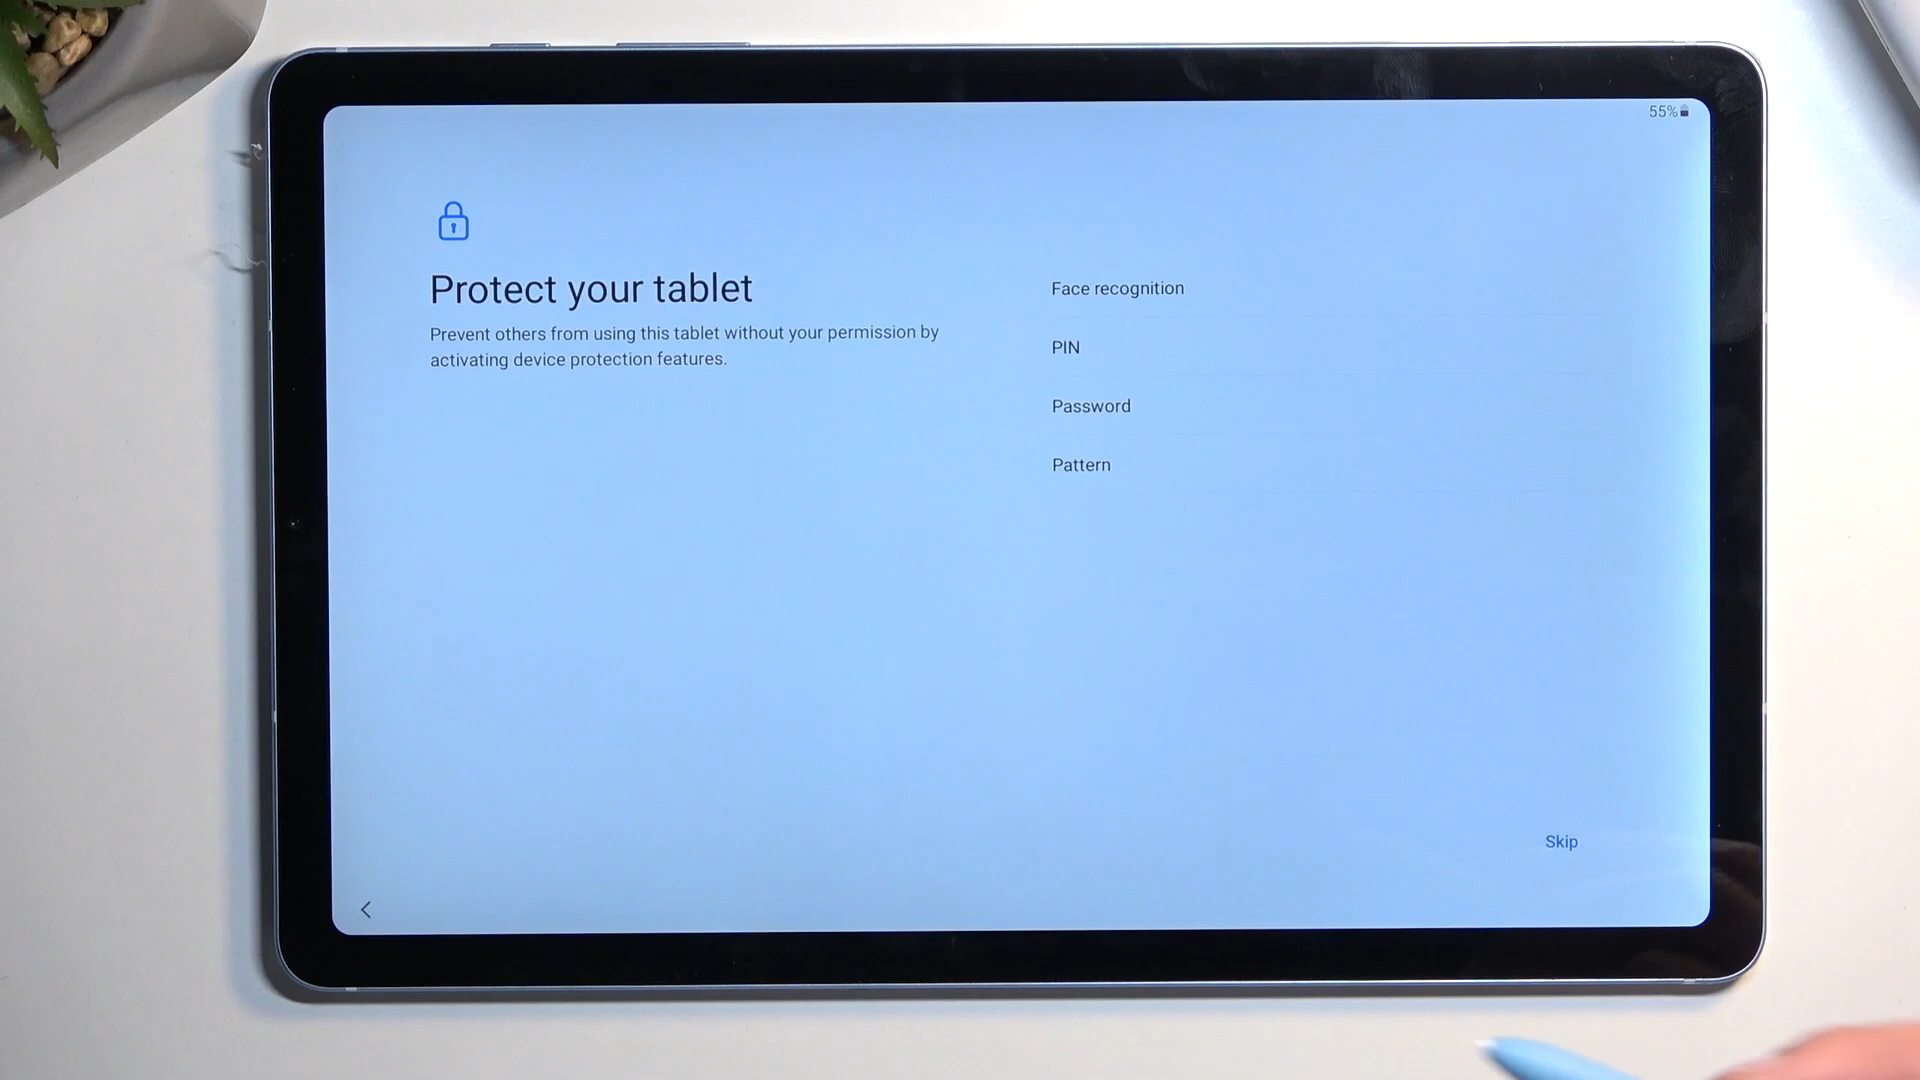 55%
Protect your tablet
Prevent others from using this tablet without your permission by
activating device protection features.
Face recognition
PIN
Password
Pattern
Skip